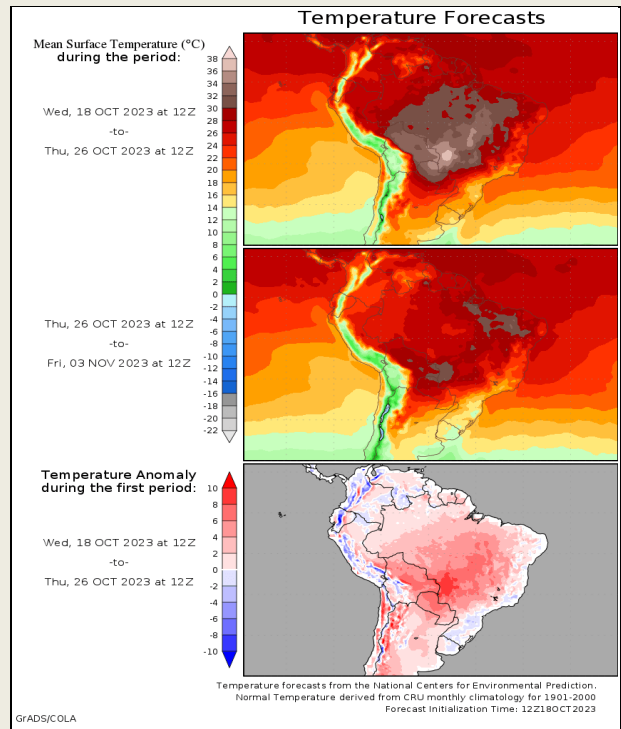 Temperature Forecasts
Mean Surface Temperature (°C)
during the period:
Wed, 18 OCT 2023 at 12Z
-to-
Thu, 26 OCT 2023 at 12Z
38
36
34
32
30
28
26
24
22
20
18
16
14
12
10
8
6
4
2
0
-2
-4
-6
-8
-10
-12
-14
-16
-18
-20
-22
Thu, 26 OCT 2023 at 12Z
-to-
Fri, 03 NOV 2023 at 12Z
Temperature Anomaly
during the first period:
Wed, 18 OCT 2023 at 12Z
-to-
Thu, 26 OCT 2023 at 12Z
10
8
6
4
2
0
-2
-4
-6
-8
-10
Temperature forecasts from the National Centers for Environmental Prediction.
Normal Temperature derived from CRU monthly climatology for 1901-2000
Forecast Initialization Time: 12Z18OCT2023
GrADS/COLA